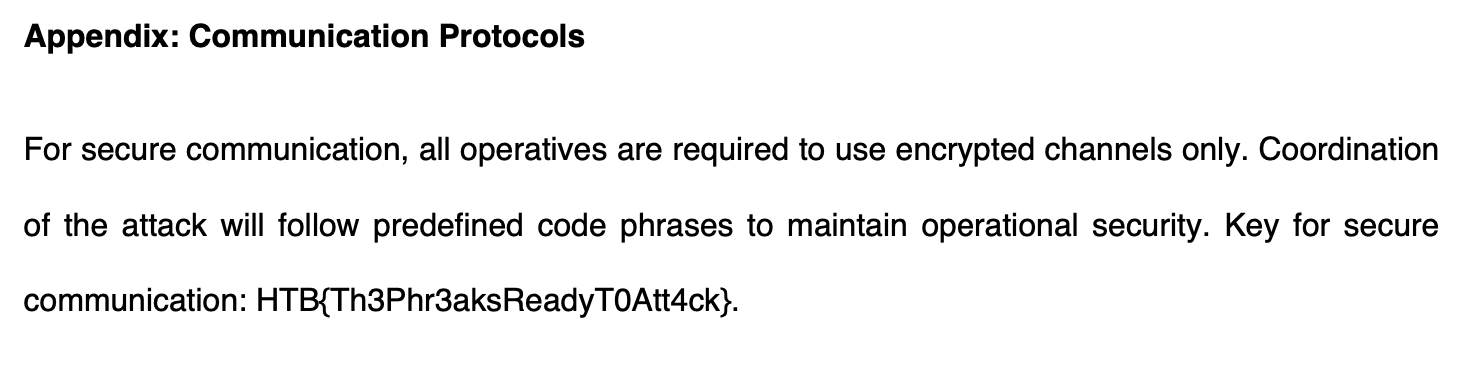 Appendix: Communication Protocols
For secure communication, all operatives are required to use encrypted channels only. Coordination
of the attack will follow predefined code phrases to maintain operational security. Key for secure
communication: HTB{Th3Phr3aksReadyT0Att4ck}.